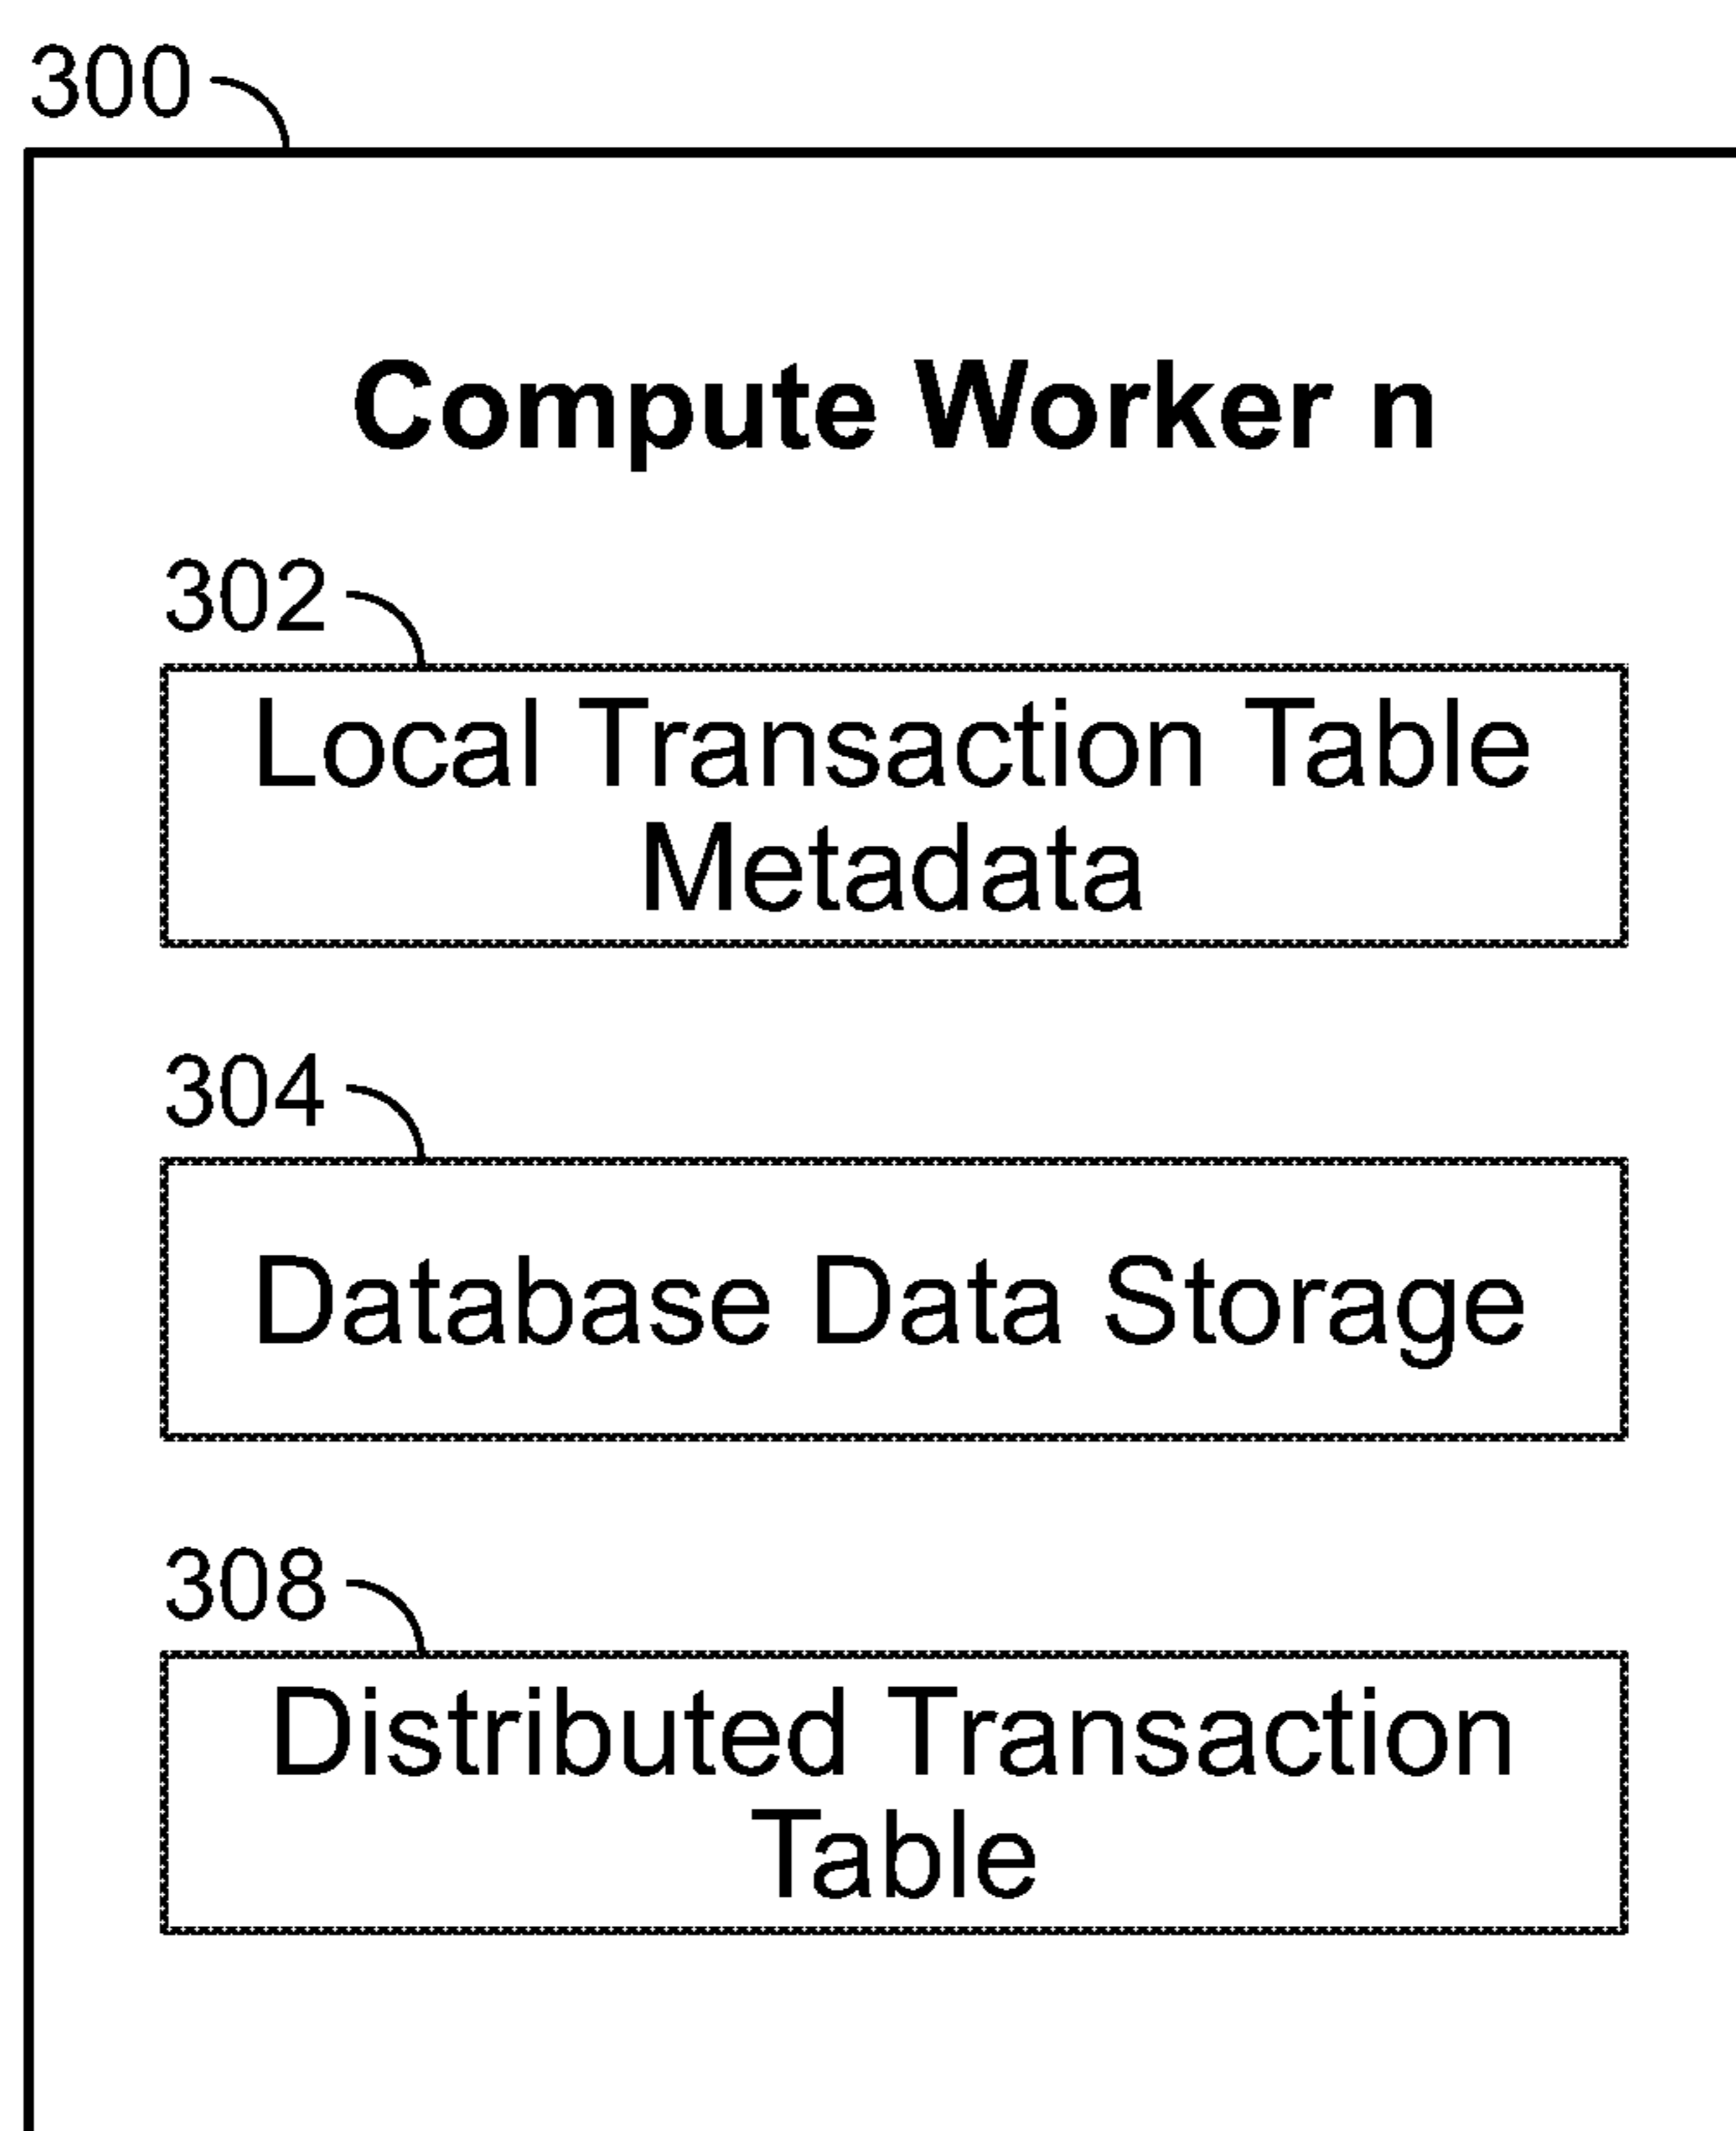 300
Compute Worker n
302
Local Transaction Table
Metadata
304
Database Data Storage
308
Distributed Transaction
Table